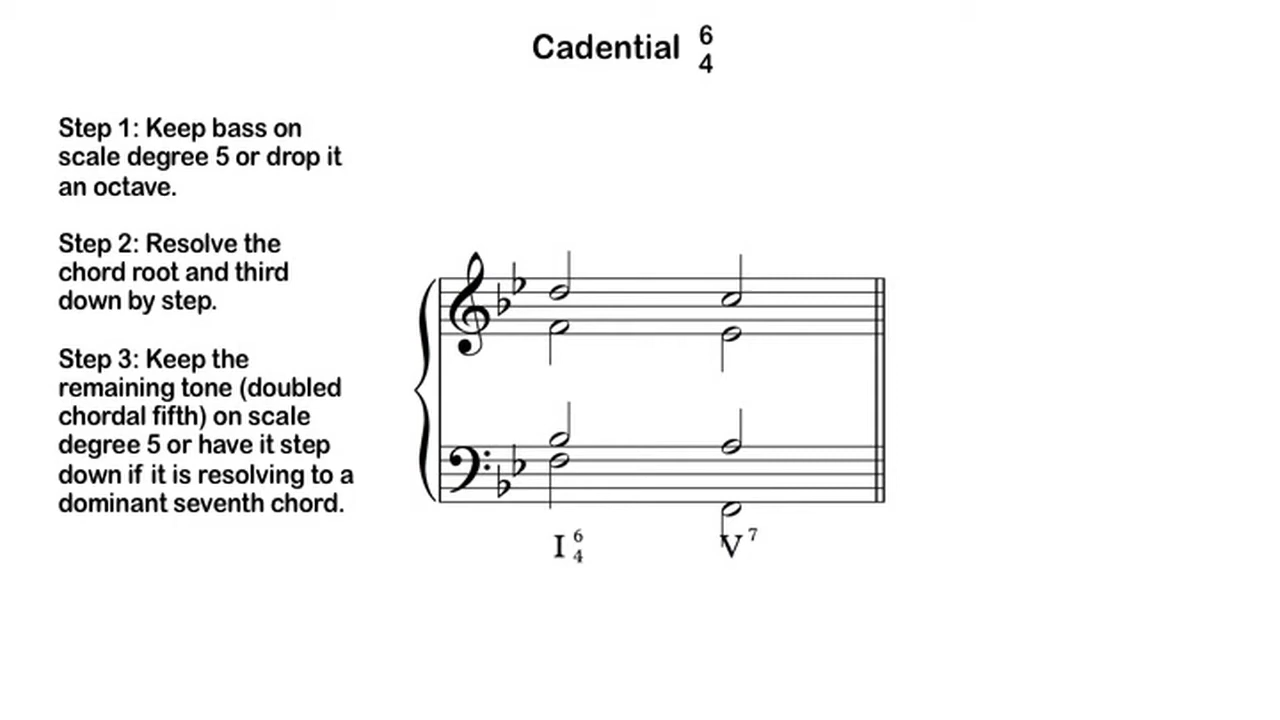 Cadential 6
4
Step 1: Keep bass on
scale degree 5 or drop it
an octave.
Step 2: Resolve the
chord root and third
down by step.
Step 3: Keep the
remaining tone (doubled
chordal fifth) on scale
degree 5 or have it step
down if it is resolving to a
dominant seventh chord.
I 6 4 V 7